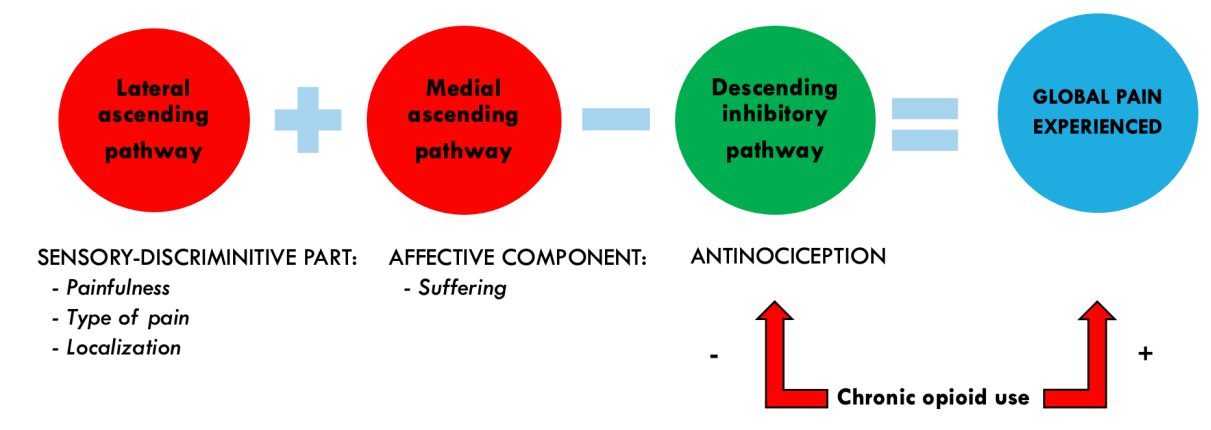 Lateral
ascending
pathway
Medial
ascending
pathway
Descending
inhibitory
pathway
GLOBAL PAIN
EXPERIENCED
SENSORY-DISCRIMINITIVE PART:
- Painfulness
- Type of pain
- Localization
AFFECTIVE COMPONENT:
- Suffering
ANTINOCICEPTION
-
Chronic opioid use
+